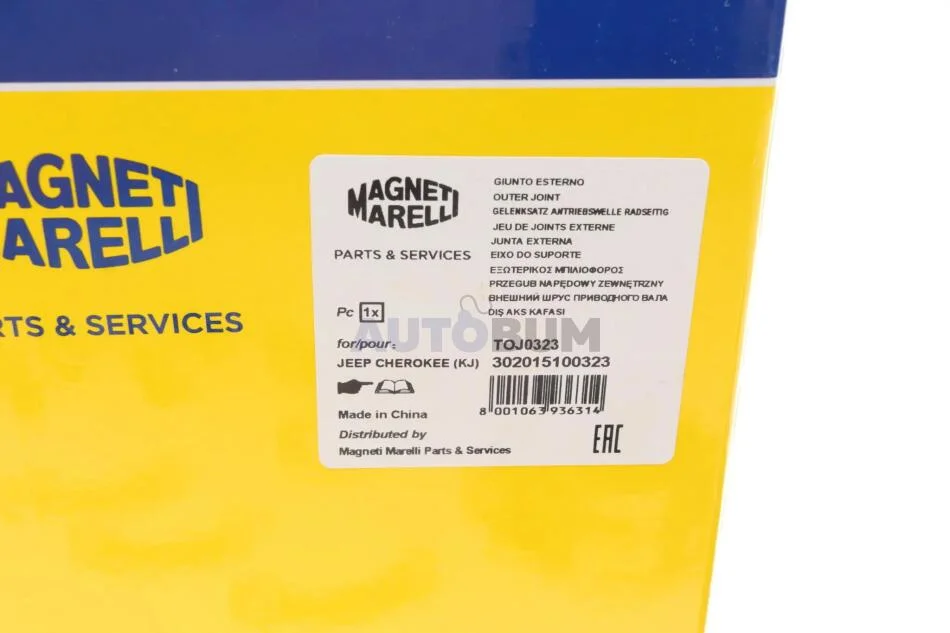 AGNETI
ARELLI
RTS & SERVICES
MAGNETI
MARELLI
PARTS & SERVICES
Pc 1x
for/pour:
JEEP CHEROKEE (KJ)
Made in China
Distributed by
Magneti Marelli Parts & Services
GIUNTO ESTERNO
OUTER JOINT
GELENKSATZ ANTRIEBSWELLE RADSEITIG
JEU DE JOINTS EXTERNE
JUNTA EXTERNA
EIXO DO SUPORTE
ΕΞΩΤΕΡΙΚΟΣ ΜΠΙΛΙΟΦΟΡΟΣ
PRZEGUB NAPĘDOWY ZEWNĘTRZNY
ВНЕШНИЙ ШРУС ПРИВОДНОГО ВАЛА
DIŞ AKS KAFASI
TOJ0323
302015100323
8 001063 936314
EAC
AUTOBUM